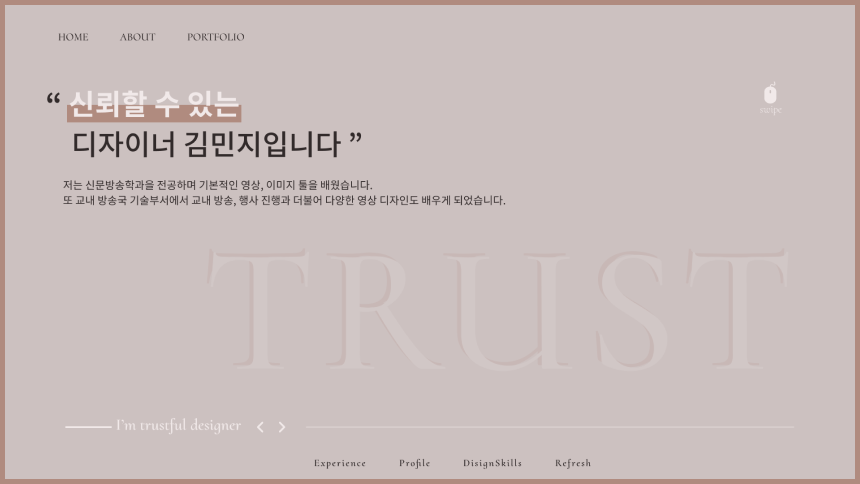 HOME ABOUT PORTFOLIO
“ 신뢰할 수 있는
디자이너 김민지입니다 ”
swipe
저는 신문방송학과을 전공하며 기본적인 영상, 이미지 툴을 배웠습니다.
또 교내 방송국 기술부서에서 교내 방송, 행사 진행과 더불어 다양한 영상 디자인도 배우게 되었습니다.
TRUST
I’m trustful designer
Experience Profile DisignSkills Refresh